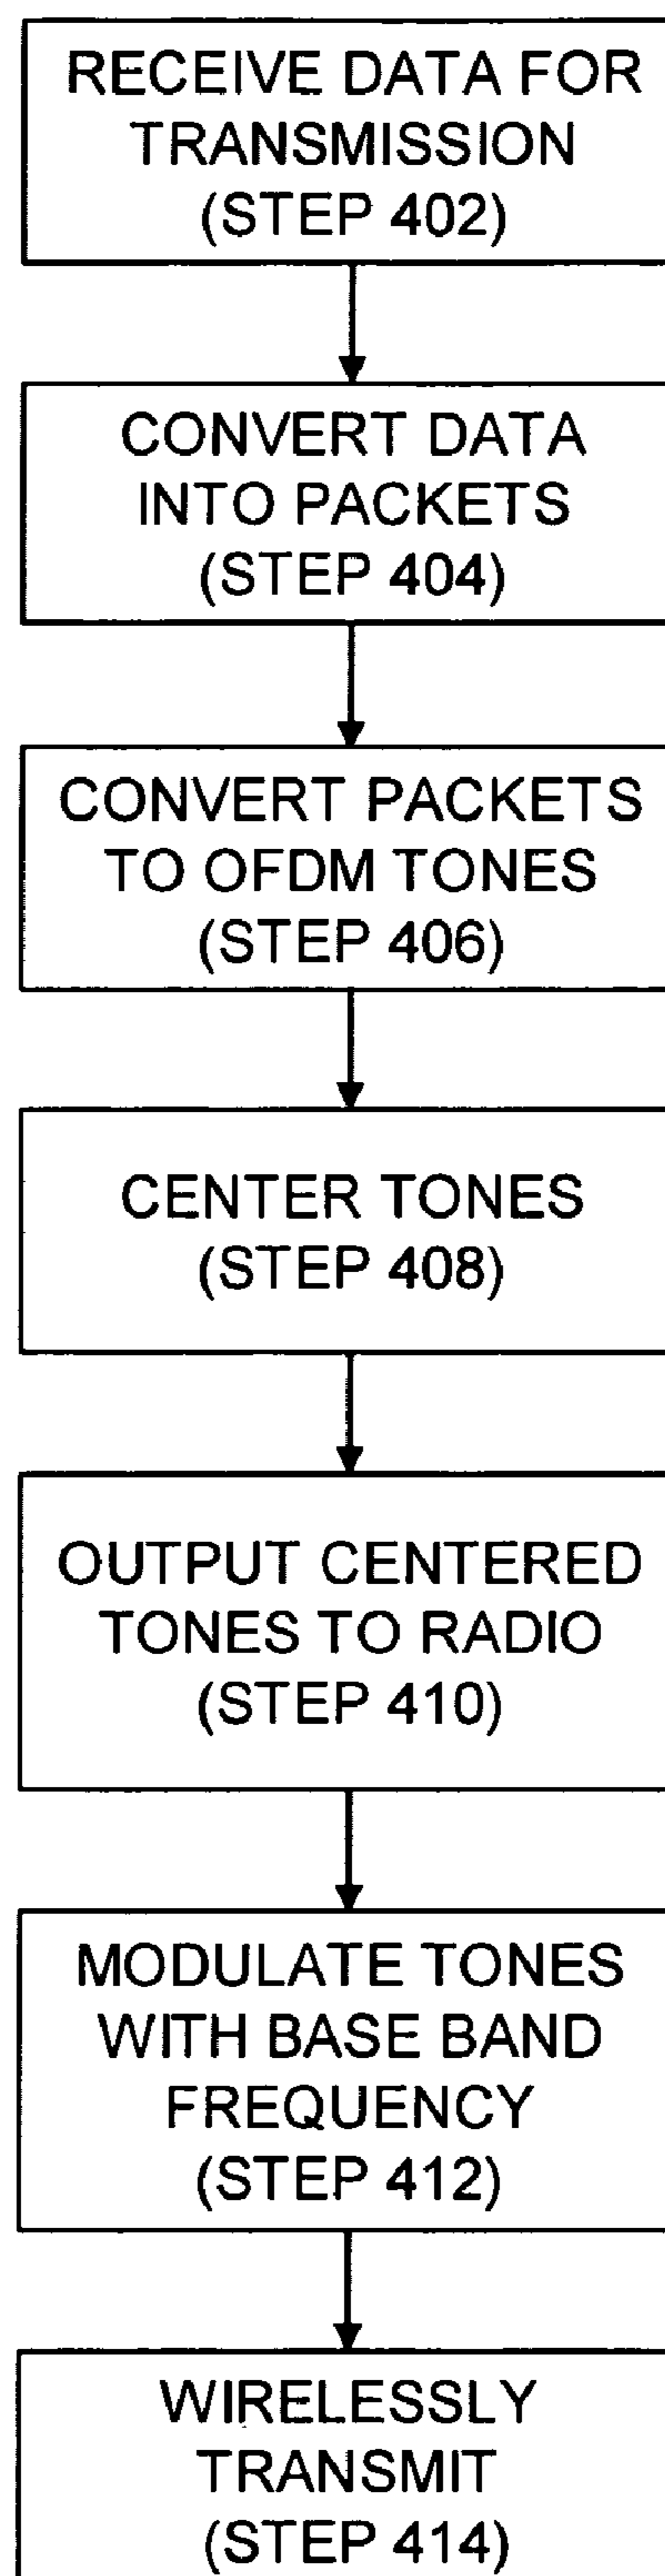 RECEIVE DATA FOR
TRANSMISSION
(STEP 402)
CONVERT DATA
INTO PACKETS
(STEP 404)
CONVERT PACKETS
TO OFDM TONES
(STEP 406)
CENTER TONES
(STEP 408)
OUTPUT CENTERED
TONES TO RADIO
(STEP 410)
MODULATE TONES
WITH BASE BAND
FREQUENCY
(STEP 412)
WIRELESSLY
TRANSMIT
(STEP 414)